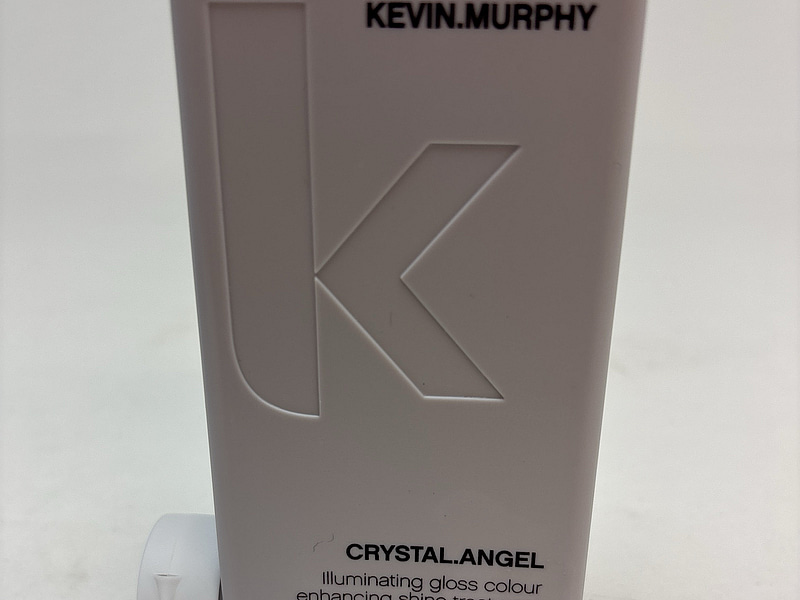 KEVIN.MURPHY
k
CRYSTAL.ANGEL
Illuminating gloss colour
enhancing shine